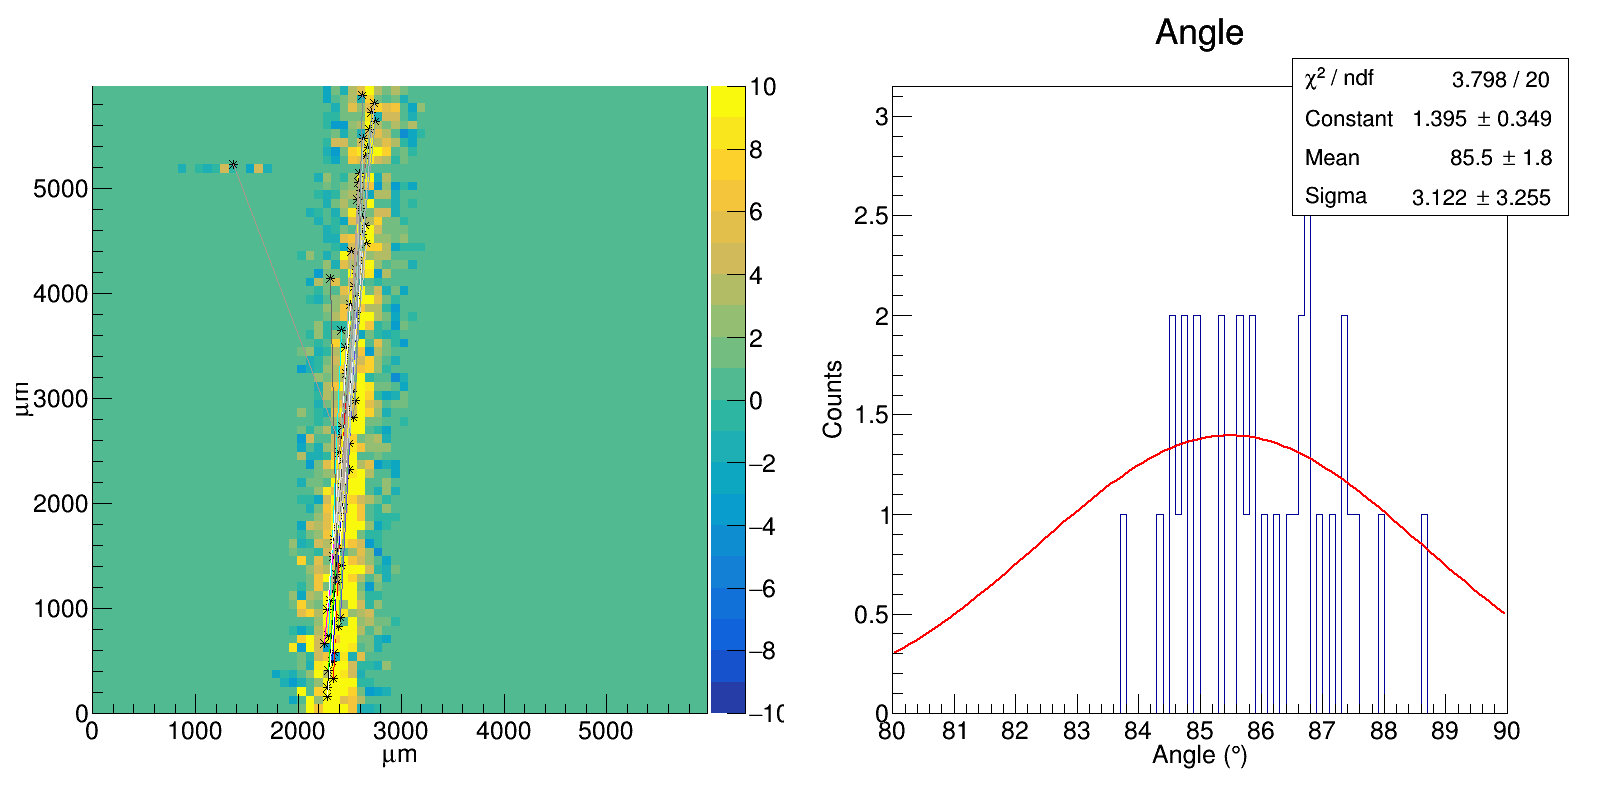 Angle
χ² / ndf 3.798 / 20
Constant 1.395 ± 0.349
Mean 85.5 ± 1.8
Sigma 3.122 ± 3.255
5000
4000
3000
2000
1000
0
μm
0 1000 2000 3000 4000 5000
μm
10
8
6
4
2
0
−2
−4
−6
−8
−10
3
2.5
2
1.5
1
0.5
0
Counts
80 81 82 83 84 85 86 87 88 89 90
Angle (°)